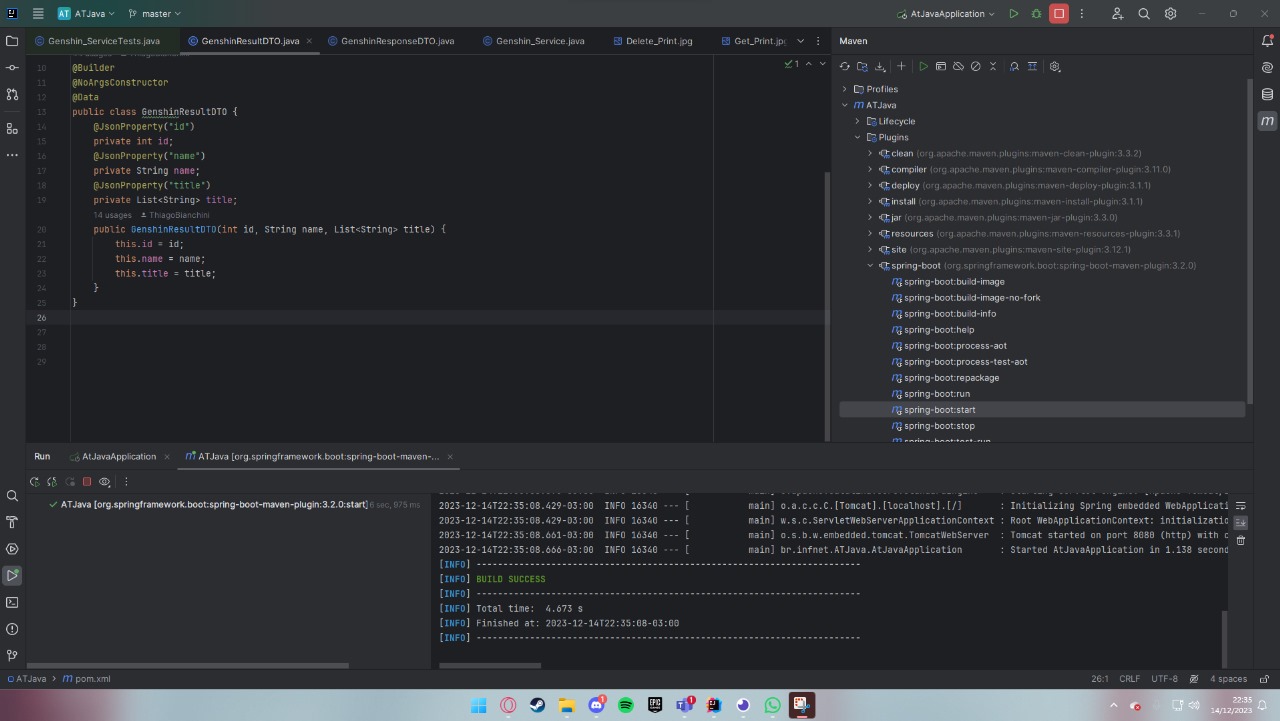 ATJava
master
AtJavaApplication
Genshin_ServiceTests.java
GenshinResultDTO.java
GenshinResponseDTO.java
Genshin_Service.java
Delete_Print.jpg
Get_Print.jpg
Maven
10 @Builder
11 @NoArgsConstructor
12 @Data
13 public class GenshinResultDTO {
14 @JsonProperty("id")
15 private int id;
16 @JsonProperty("name")
17 private String name;
18 @JsonProperty("title")
19 private List<String> title;
14 usages ThiagoBianchini
20 public GenshinResultDTO(int id, String name, List<String> title) {
21 this.id = id;
22 this.name = name;
23 this.title = title;
24 }
25 }
26
27
28
29
1
Profiles
ATJava
Lifecycle
Plugins
clean (org.apache.maven.plugins:maven-clean-plugin:3.3.2)
compiler (org.apache.maven.plugins:maven-compiler-plugin:3.11.0)
deploy (org.apache.maven.plugins:maven-deploy-plugin:3.1.1)
install (org.apache.maven.plugins:maven-install-plugin:3.1.1)
jar (org.apache.maven.plugins:maven-jar-plugin:3.3.0)
resources (org.apache.maven.plugins:maven-resources-plugin:3.3.1)
site (org.apache.maven.plugins:maven-site-plugin:3.12.1)
spring-boot (org.springframework.boot:spring-boot-maven-plugin:3.2.0)
spring-boot:build-image
spring-boot:build-image-no-fork
spring-boot:build-info
spring-boot:help
spring-boot:process-aot
spring-boot:process-test-aot
spring-boot:repackage
spring-boot:run
spring-boot:start
spring-boot:stop
spring-boot:test-run
Run
AtJavaApplication
ATJava [org.springframework.boot:spring-boot-maven-...
ATJava [org.springframework.boot:spring-boot-maven-plugin:3.2.0:start] 6 sec, 975 ms
2023-12-14T22:35:08.429-03:00 INFO 16340 --- [ main] o.a.c.c.C.[Tomcat].[localhost].[/] : Initializing Spring embedded WebApplicati
2023-12-14T22:35:08.429-03:00 INFO 16340 --- [ main] w.s.c.ServletWebServerApplicationContext : Root WebApplicationContext: initializatio
2023-12-14T22:35:08.661-03:00 INFO 16340 --- [ main] o.s.b.w.embedded.tomcat.TomcatWebServer : Tomcat started on port 8080 (http) with c
2023-12-14T22:35:08.666-03:00 INFO 16340 --- [ main] br.infnet.ATJava.AtJavaApplication : Started AtJavaApplication in 1.138 second
[INFO] ------------------------------------------------------------------------
[INFO] BUILD SUCCESS
[INFO] ------------------------------------------------------------------------
[INFO] Total time: 4.673 s
[INFO] Finished at: 2023-12-14T22:35:08-03:00
[INFO] ------------------------------------------------------------------------
ATJava > pom.xml
26:1 CRLF UTF-8 4 spaces
22:35
14/12/2023